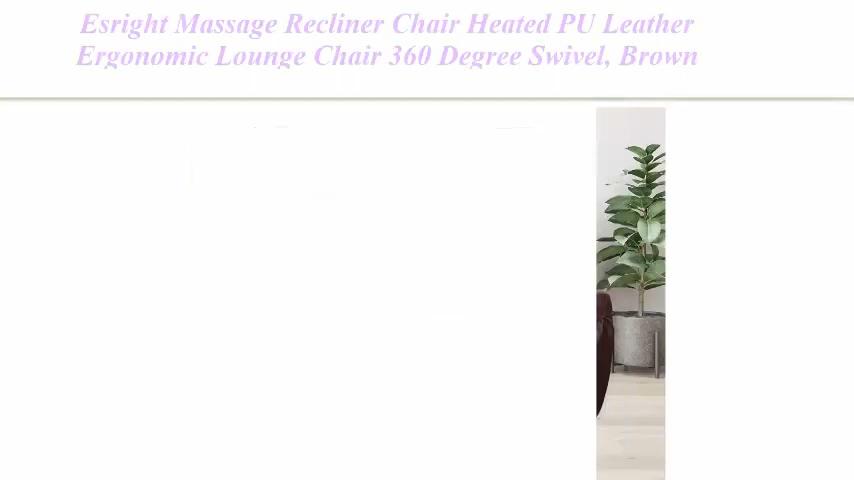 Esright Massage Recliner Chair Heated PU Leather
Ergonomic Lounge Chair 360 Degree Swivel, Brown